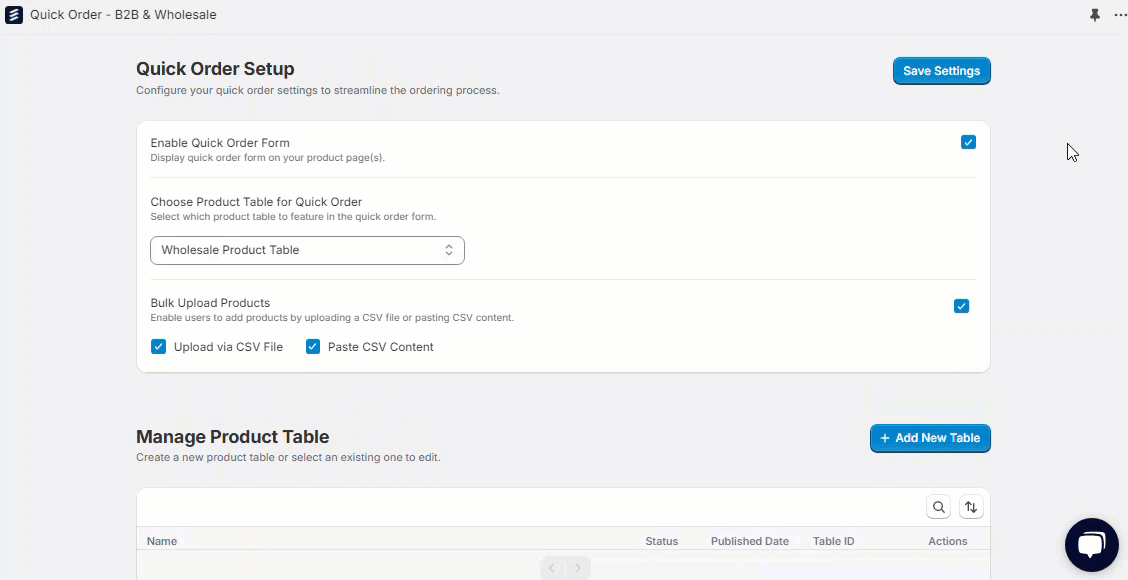 Quick Order - B2B & Wholesale
Quick Order Setup
Save Settings
Configure your quick order settings to streamline the ordering process.
Enable Quick Order Form
Display quick order form on your product page(s).
Choose Product Table for Quick Order
Select which product table to feature in the quick order form.
Wholesale Product Table
Bulk Upload Products
Enable users to add products by uploading a CSV file or pasting CSV content.
Upload via CSV File Paste CSV Content
Manage Product Table
+ Add New Table
Create a new product table or select an existing one to edit.
Name Status Published Date Table ID Actions